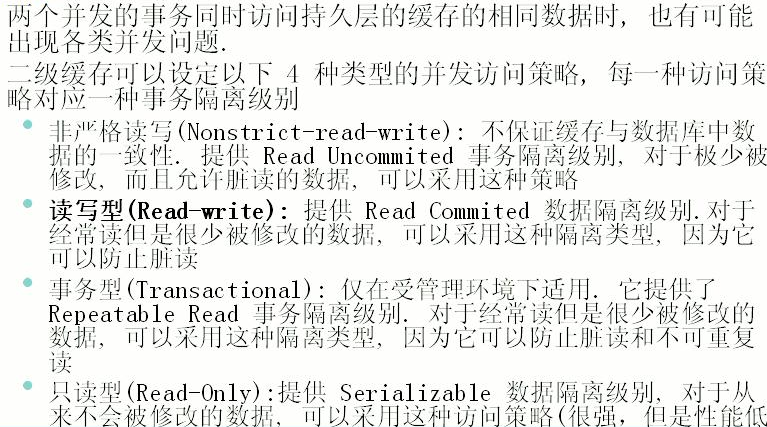 两个并发的事务同时访问持久层的缓存的相同数据时, 也有可能
出现各类并发问题.
二级缓存可以设定以下 4 种类型的并发访问策略, 每一种访问策
略对应一种事务隔离级别
非严格读写(Nonstrict-read-write): 不保证缓存与数据库中数
据的一致性. 提供 Read Uncommited 事务隔离级别, 对于极少被
修改, 而且允许脏读的数据, 可以采用这种策略
读写型(Read-write): 提供 Read Commited 数据隔离级别.对于
经常读但是很少被修改的数据, 可以采用这种隔离类型, 因为它
可以防止脏读
事务型(Transactional): 仅在受管理环境下适用. 它提供了
Repeatable Read 事务隔离级别. 对于经常读但是很少被修改的
数据, 可以采用这种隔离类型, 因为它可以防止脏读和不可重复
读
只读型(Read-Only):提供 Serializable 数据隔离级别, 对于从
来不会被修改的数据, 可以采用这种访问策略(很强，但是性能低